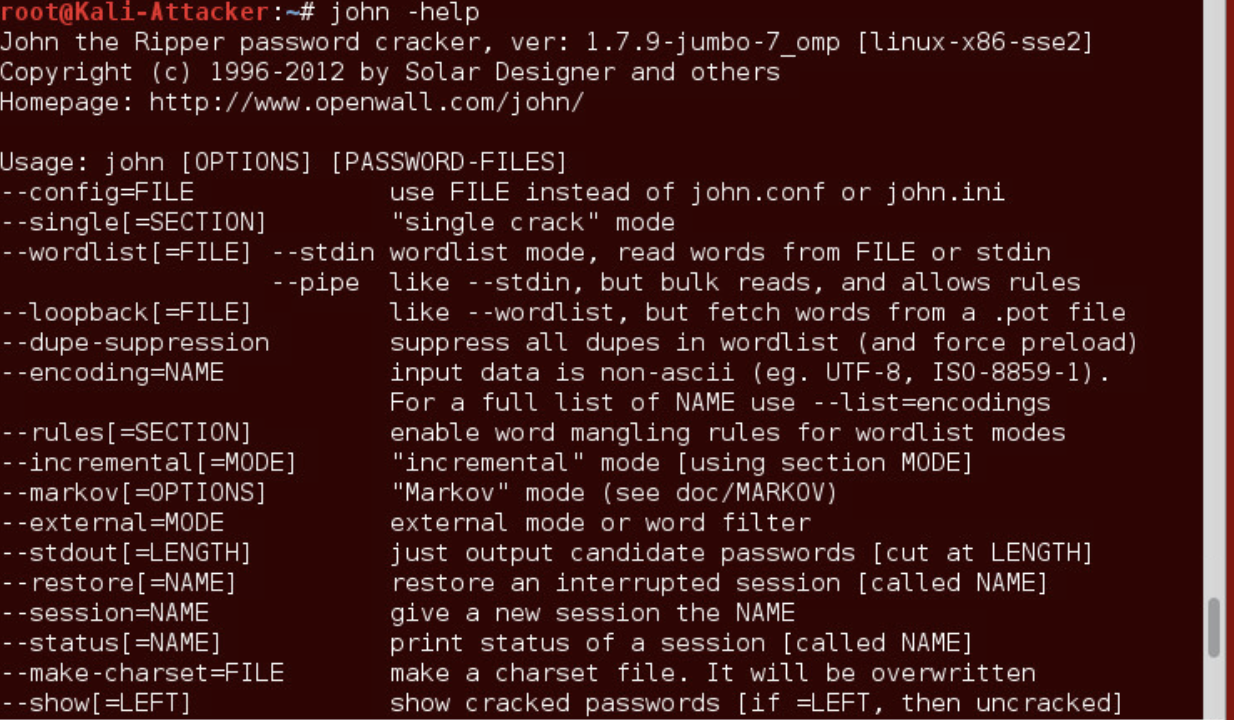 root@Kali-Attacker:~# john -help
John the Ripper password cracker, ver: 1.7.9-jumbo-7_omp [linux-x86-sse2]
Copyright (c) 1996-2012 by Solar Designer and others
Homepage: http://www.openwall.com/john/

Usage: john [OPTIONS] [PASSWORD-FILES]
--config=FILE             use FILE instead of john.conf or john.ini
--single[=SECTION]        "single crack" mode
--wordlist[=FILE] --stdin wordlist mode, read words from FILE or stdin
                  --pipe  like --stdin, but bulk reads, and allows rules
--loopback[=FILE]         like --wordlist, but fetch words from a .pot file
--dupe-suppression        suppress all dupes in wordlist (and force preload)
--encoding=NAME           input data is non-ascii (eg. UTF-8, ISO-8859-1).
                          For a full list of NAME use --list=encodings
--rules[=SECTION]         enable word mangling rules for wordlist modes
--incremental[=MODE]      "incremental" mode [using section MODE]
--markov[=OPTIONS]        "Markov" mode (see doc/MARKOV)
--external=MODE           external mode or word filter
--stdout[=LENGTH]         just output candidate passwords [cut at LENGTH]
--restore[=NAME]          restore an interrupted session [called NAME]
--session=NAME            give a new session the NAME
--status[=NAME]           print status of a session [called NAME]
--make-charset=FILE       make a charset file. It will be overwritten
--show[=LEFT]             show cracked passwords [if =LEFT, then uncracked]